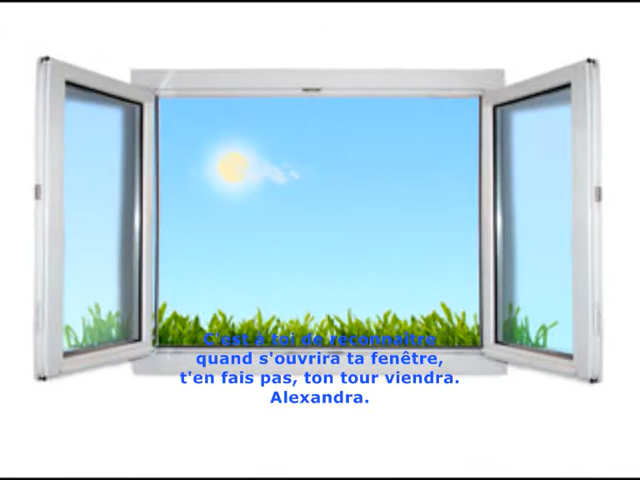 C'est à toi de reconnaître
quand s'ouvrira ta fenêtre,
t'en fais pas, ton tour viendra.
Alexandra.